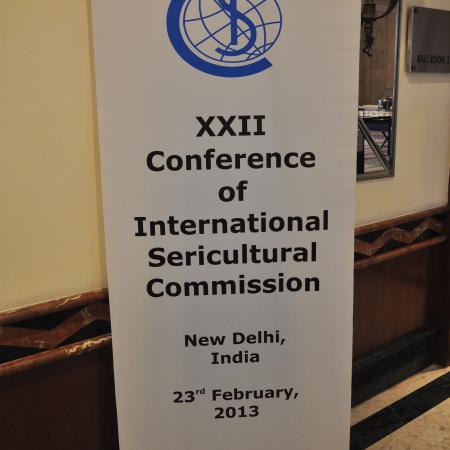 XXII
Conference
of
International
Sericultural
Commission
New Delhi,
India
23rd February,
2013
BALL ROOM